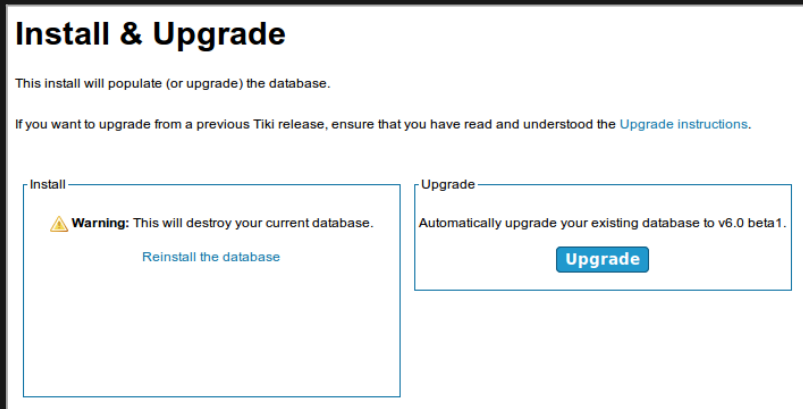 Install & Upgrade
This install will populate (or upgrade) the database.
If you want to upgrade from a previous Tiki release, ensure that you have read and understood the Upgrade instructions.
Install
Warning: This will destroy your current database.
Reinstall the database
Upgrade
Automatically upgrade your existing database to v6.0 beta1.
Upgrade